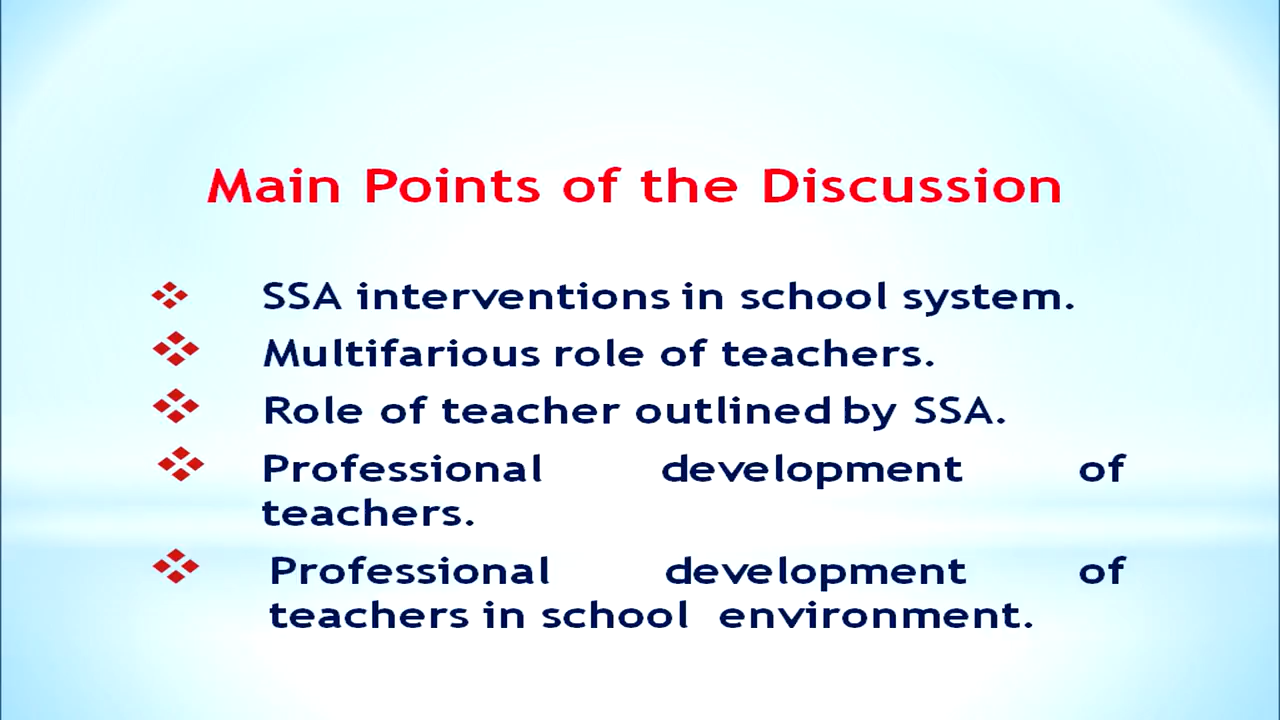 Main Points of the Discussion
SSA interventions in school system.
Multifarious role of teachers.
Role of teacher outlined by SSA.
Professional development of
teachers.
Professional development of
teachers in school environment.